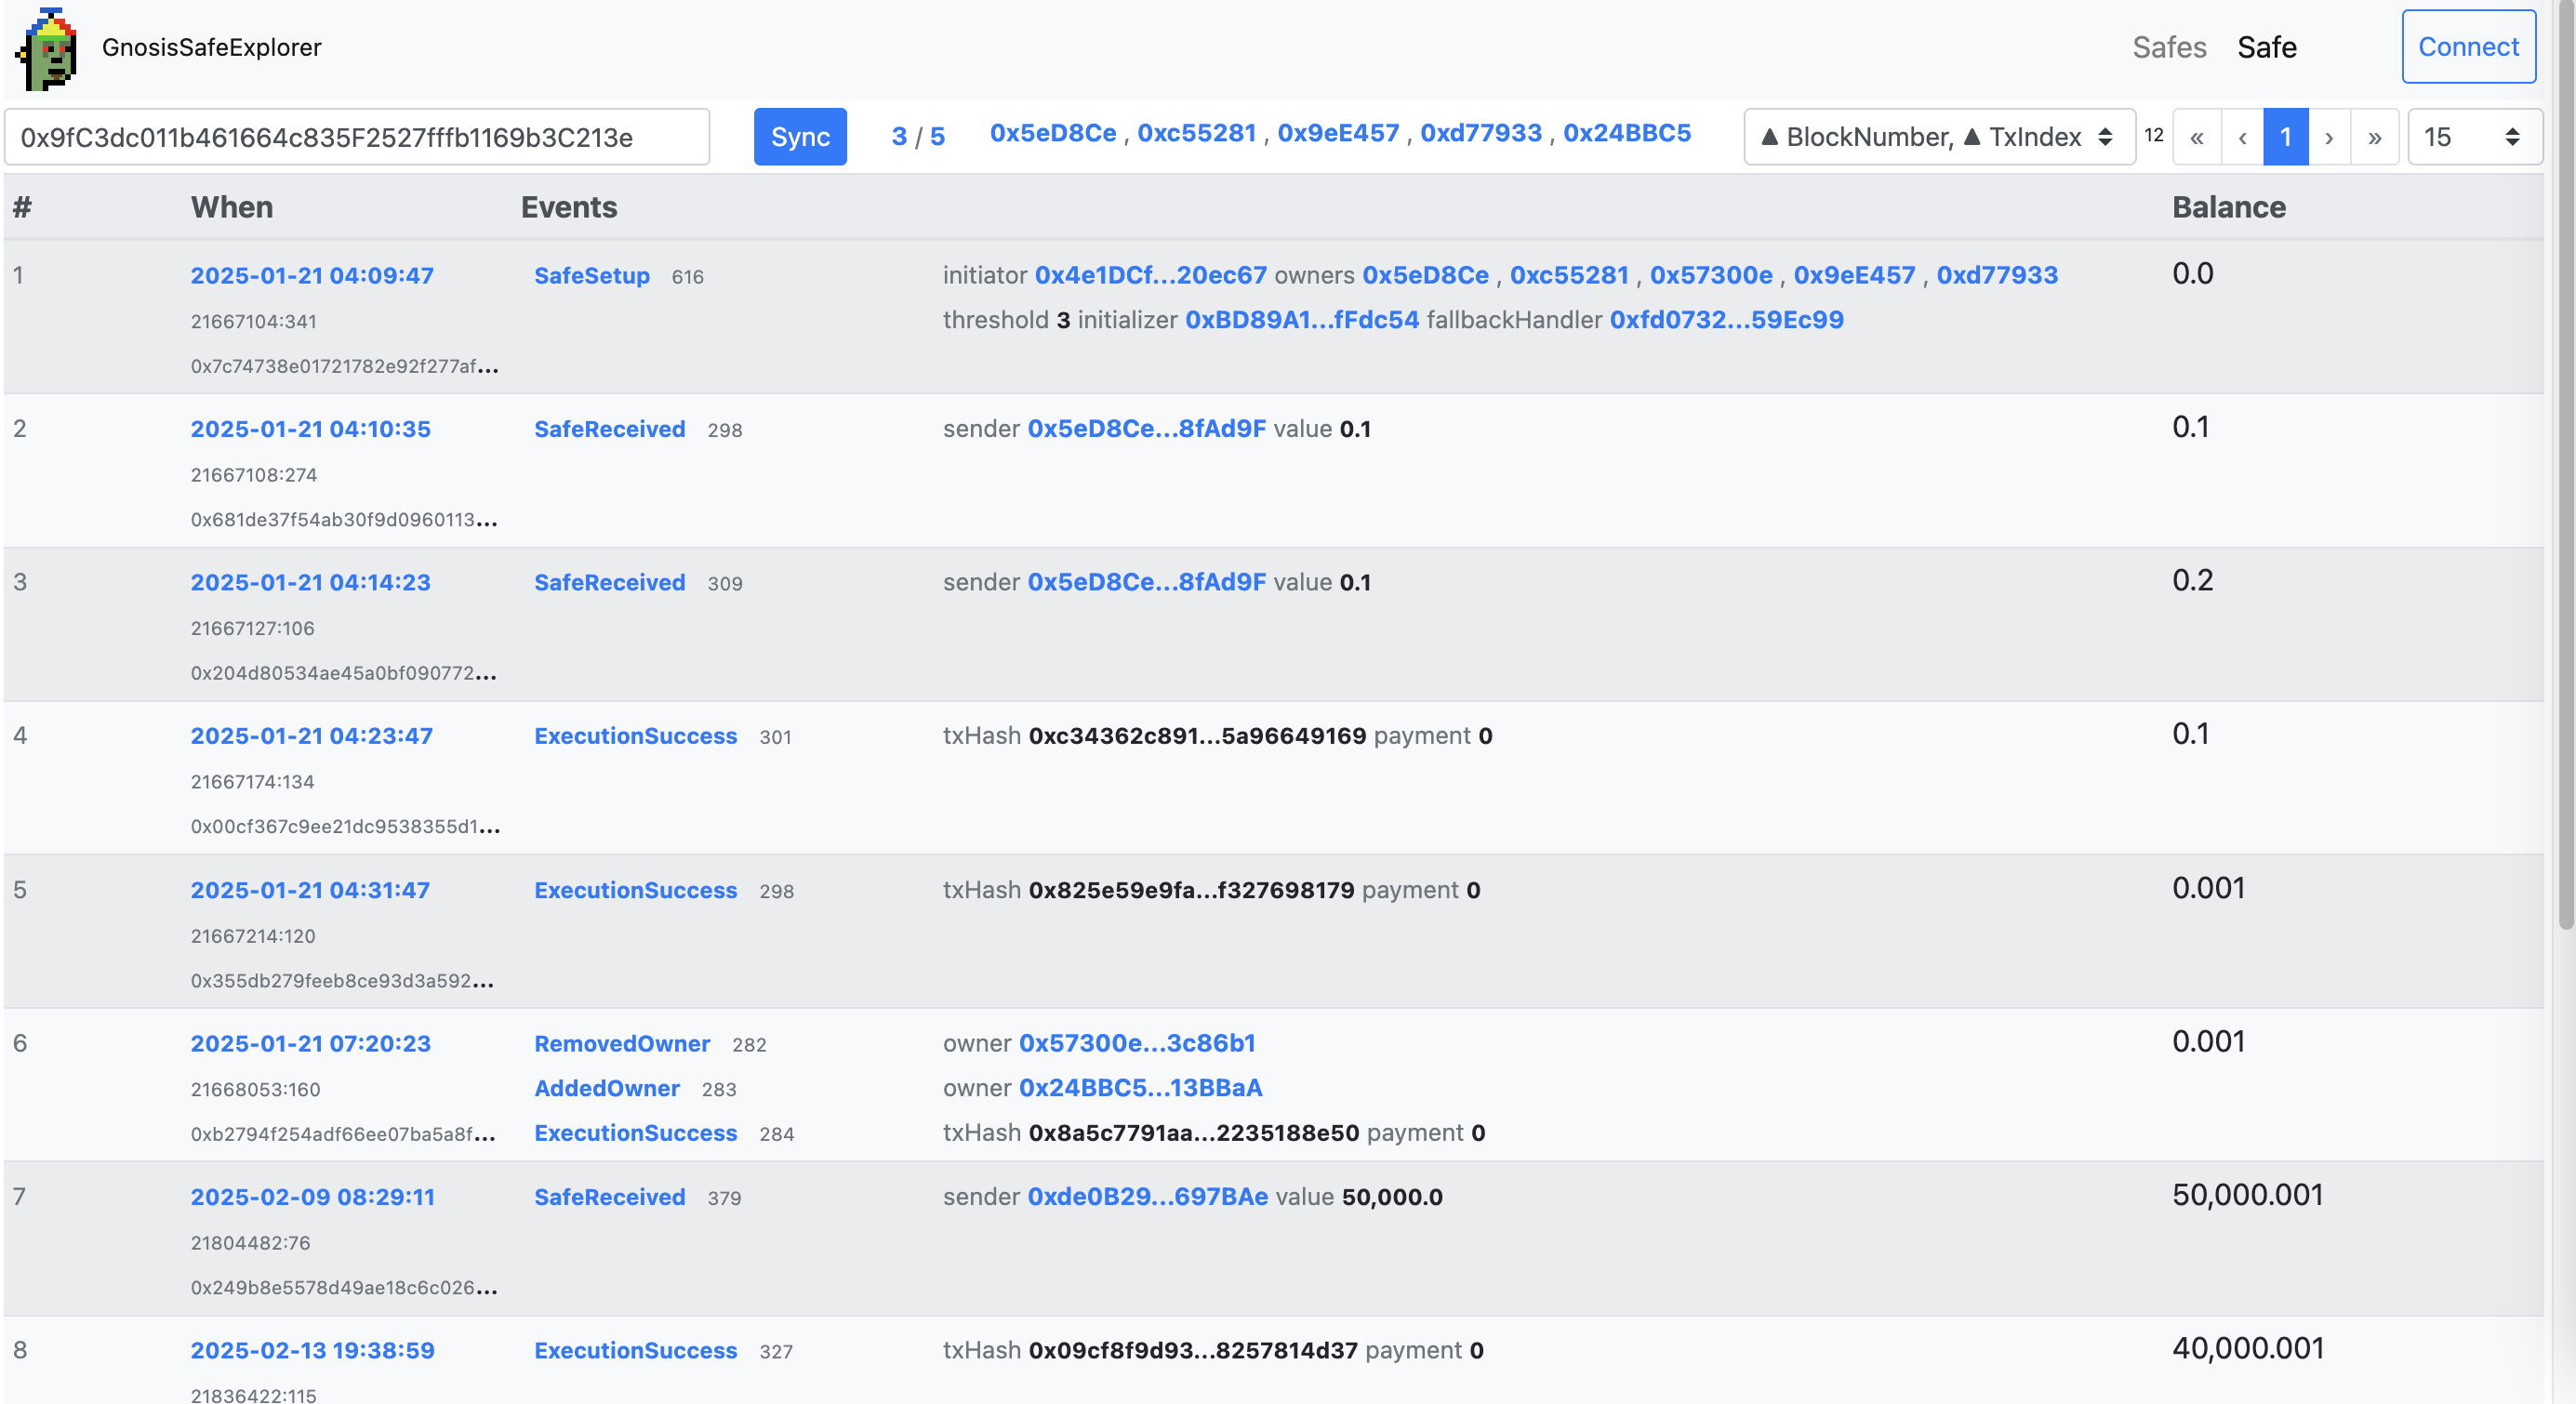 GnosisSafeExplorer Safes Safe Connect
0x9fC3dc011b461664c835F2527fffb1169b3C213e Sync 3 / 5 0x5eD8Ce , 0xc55281 , 0x9eE457 , 0xd77933 , 0x24BBC5 ▲ BlockNumber, ▲ TxIndex 12 « ‹ 1 › » 15
# When Events Balance
1 2025-01-21 04:09:47 SafeSetup 616 initiator 0x4e1DCf...20ec67 owners 0x5eD8Ce , 0xc55281 , 0x57300e , 0x9eE457 , 0xd77933 0.0
21667104:341 threshold 3 initializer 0xBD89A1...fFdc54 fallbackHandler 0xfd0732...59Ec99
0x7c74738e01721782e92f277af...
2 2025-01-21 04:10:35 SafeReceived 298 sender 0x5eD8Ce...8fAd9F value 0.1 0.1
21667108:274
0x681de37f54ab30f9d0960113...
3 2025-01-21 04:14:23 SafeReceived 309 sender 0x5eD8Ce...8fAd9F value 0.1 0.2
21667127:106
0x204d80534ae45a0bf090772...
4 2025-01-21 04:23:47 ExecutionSuccess 301 txHash 0xc34362c891...5a96649169 payment 0 0.1
21667174:134
0x00cf367c9ee21dc9538355d1...
5 2025-01-21 04:31:47 ExecutionSuccess 298 txHash 0x825e59e9fa...f327698179 payment 0 0.001
21667214:120
0x355db279feeb8ce93d3a592...
6 2025-01-21 07:20:23 RemovedOwner 282 owner 0x57300e...3c86b1 0.001
21668053:160 AddedOwner 283 owner 0x24BBC5...13BBaA
0xb2794f254adf66ee07ba5a8f... ExecutionSuccess 284 txHash 0x8a5c7791aa...2235188e50 payment 0
7 2025-02-09 08:29:11 SafeReceived 379 sender 0xde0B29...697BAe value 50,000.0 50,000.001
21804482:76
0x249b8e5578d49ae18c6c026...
8 2025-02-13 19:38:59 ExecutionSuccess 327 txHash 0x09cf8f9d93...8257814d37 payment 0 40,000.001
21836422:115